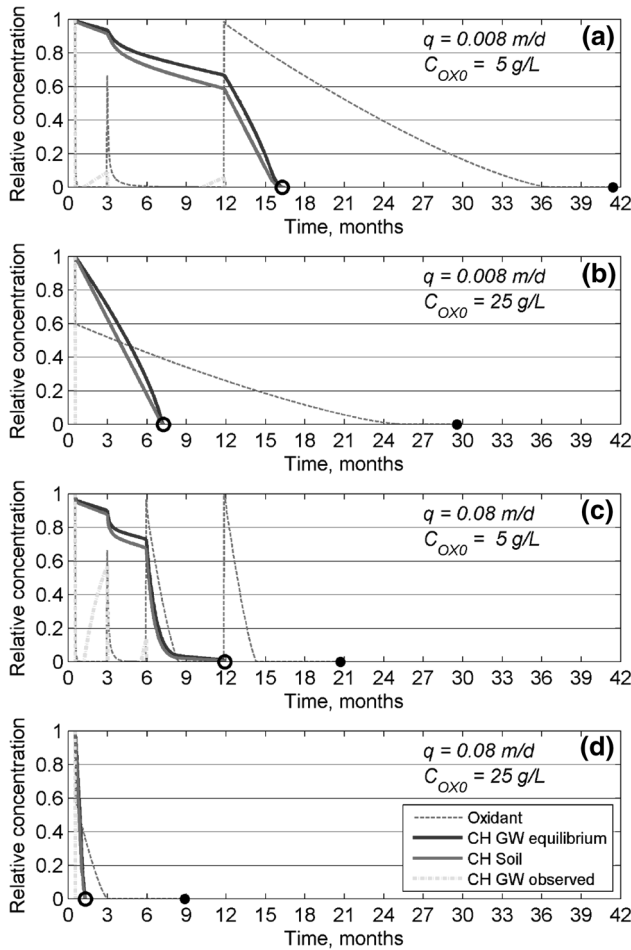 (a)
q = 0.008 m/d
C_OX0 = 5 g/L
Relative concentration
1
0.8
0.6
0.4
0.2
0
0 3 6 9 12 15 18 21 24 27 30 33 36 39 42
Time, months
(b)
q = 0.008 m/d
C_OX0 = 25 g/L
Relative concentration
1
0.8
0.6
0.4
0.2
0
0 3 6 9 12 15 18 21 24 27 30 33 36 39 42
Time, months
(c)
q = 0.08 m/d
C_OX0 = 5 g/L
Relative concentration
1
0.8
0.6
0.4
0.2
0
0 3 6 9 12 15 18 21 24 27 30 33 36 39 42
Time, months
(d)
q = 0.08 m/d
C_OX0 = 25 g/L
Relative concentration
1
0.8
0.6
0.4
0.2
0
Oxidant
CH GW equilibrium
CH Soil
CH GW observed
0 3 6 9 12 15 18 21 24 27 30 33 36 39 42
Time, months